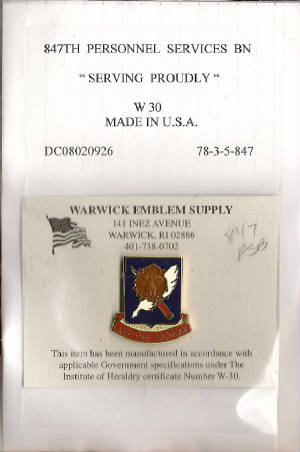 847TH PERSONNEL SERVICES BN
" SERVING PROUDLY "
W 30
MADE IN U.S.A.
DC08020926 78-3-5-847
WARWICK EMBLEM SUPPLY
141 INEZ AVENUE
WARWICK, RI 02886
401-738-0702
847
PSB
SERVING PROUDLY
This item has been manufactured in accordance with
applicable Government specifications under The
Institute of Heraldry certificate Number W-30.